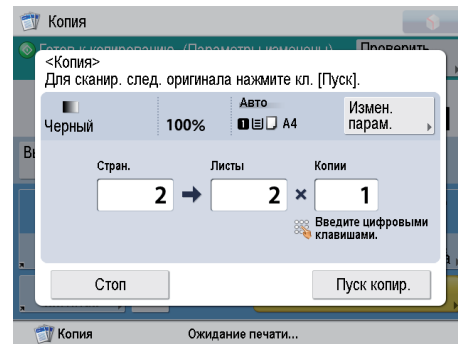 Копия
Готов к копированию. (Параметры изменены) Проверить
<Копия>
Для сканир. след. оригинала нажмите кл. [Пуск].
Черный
100%
Авто
1 A4
Измен.
парам.
Стран.
Листы
Копии
2
2
×
1
Введите цифровыми
клавишами.
Стоп
Пуск копир.
Копия
Ожидание печати...